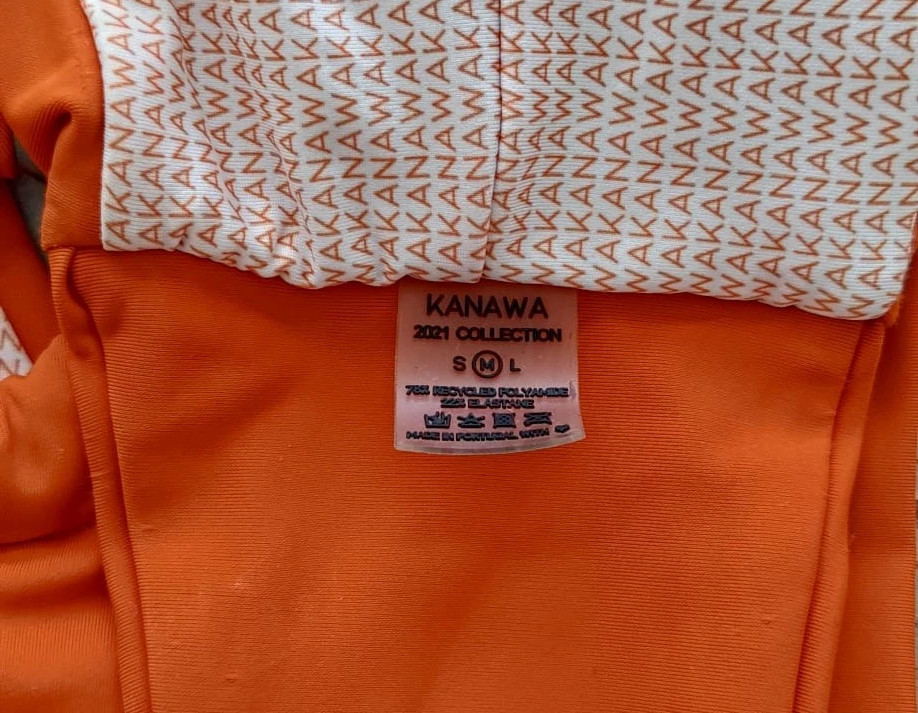 KANAWA
2021 COLLECTION
S M L
78% RECYCLED POLYAMIDE
22% ELASTANE
MADE IN PORTUGAL WITH